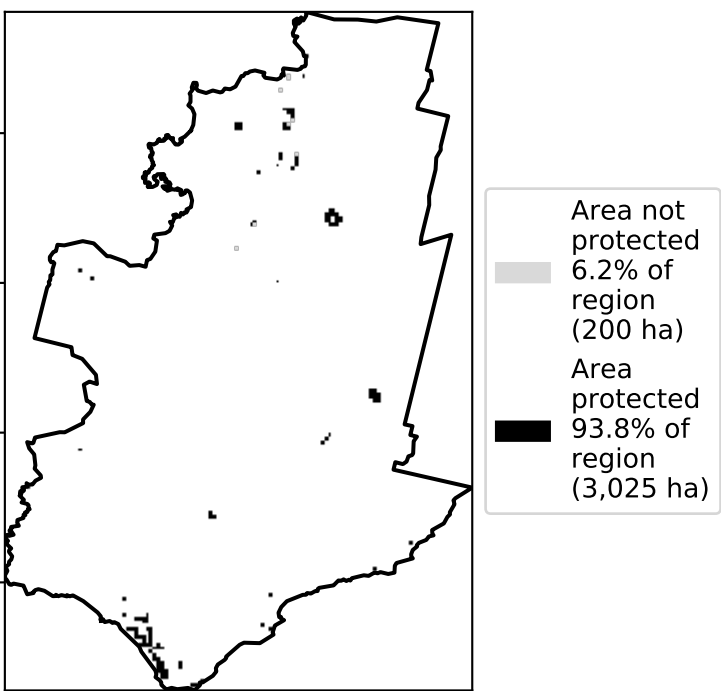 Area not
protected
6.2% of
region
(200 ha)
Area
protected
93.8% of
region
(3,025 ha)